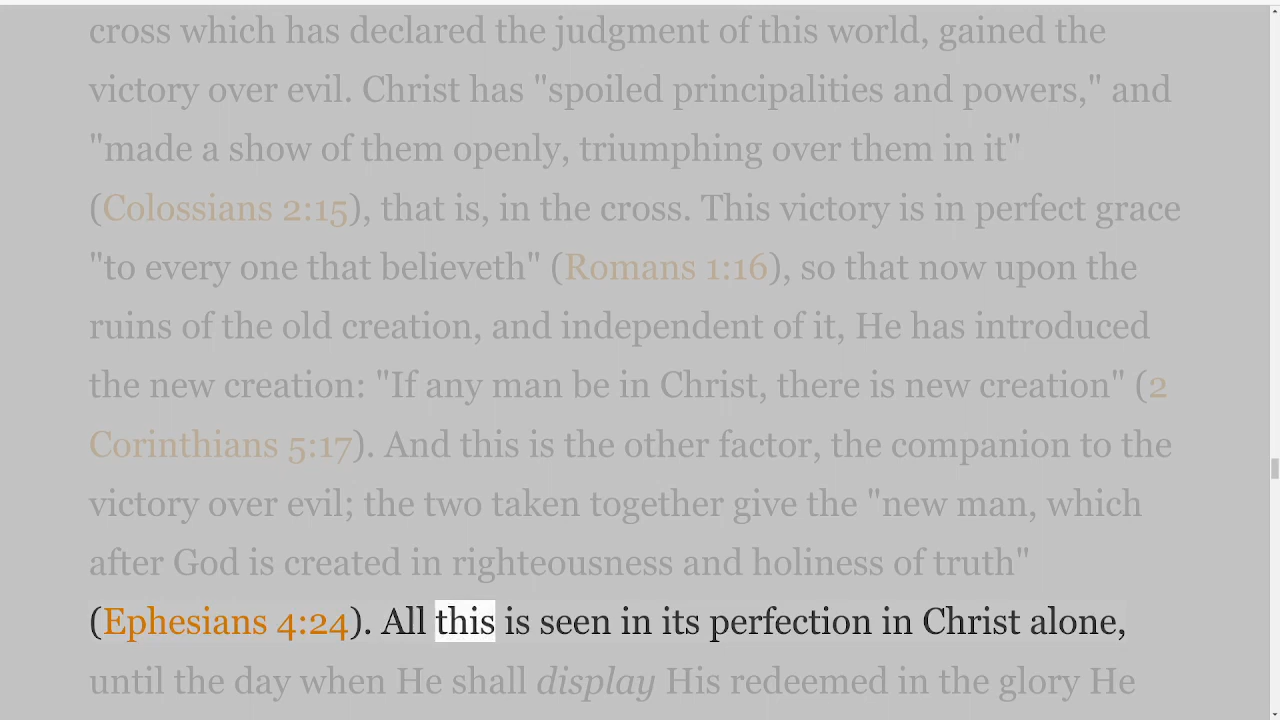 cross which has declared the judgment of this world, gained the
victory over evil. Christ has "spoiled principalities and powers," and
"made a show of them openly, triumphing over them in it"
(Colossians 2:15), that is, in the cross. This victory is in perfect grace
"to every one that believeth" (Romans 1:16), so that now upon the
ruins of the old creation, and independent of it, He has introduced
the new creation: "If any man be in Christ, there is new creation" (2
Corinthians 5:17). And this is the other factor, the companion to the
victory over evil; the two taken together give the "new man, which
after God is created in righteousness and holiness of truth"
(Ephesians 4:24). All this is seen in its perfection in Christ alone,
until the day when He shall display His redeemed in the glory He